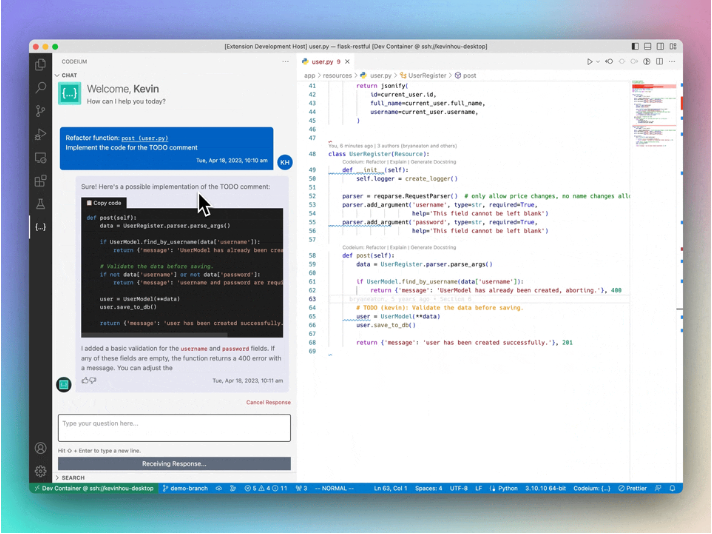 [Extension Development Host] user.py — flask-restful [Dev Container @ ssh://kevinhou-desktop]
CODEIUM
CHAT
Welcome, Kevin
How can I help you today?
Refactor function: post (user.py)
Implement the code for the TODO comment
Tue, Apr 18, 2023, 10:10 am
KH
Sure! Here's a possible implementation of the TODO comment:
Copy code
def post(self):
data = UserRegister.parser.parse_args()
if UserModel.find_by_username(data['username']):
return {'message': 'UserModel has already been crea
# Validate the data before saving.
if not data['username'] or not data['password']:
return {'message': 'username and password are requi
user = UserModel(**data)
user.save_to_db()
return {'message': 'user has been created successfully.
I added a basic validation for the username and password fields. If
any of these fields are empty, the function returns a 400 error with
a message. You can adjust the
Tue, Apr 18, 2023, 10:11 am
Cancel Response
Type your question here...
Hit ⇧ + Enter to type a new line.
Receiving Response...
SEARCH
user.py 9
app > resources > user.py > UserRegister > post
41 return jsonify(
42 id=current_user.id,
43 full_name=current_user.full_name,
44 username=current_user.username,
45 )
46
47
You, 6 minutes ago | 3 authors (bryaneaton and others)
48 class UserRegister(Resource):
Codeium: Refactor | Explain | Generate Docstring
49 def __init__(self):
50 self.logger = create_logger()
51
52 parser = reqparse.RequestParser() # only allow price changes, no name changes all
53 parser.add_argument('username', type=str, required=True,
54 help='This field cannot be left blank')
55 parser.add_argument('password', type=str, required=True,
56 help='This field cannot be left blank')
57
Codeium: Refactor | Explain | Generate Docstring
58 def post(self):
59 data = UserRegister.parser.parse_args()
60
61 if UserModel.find_by_username(data['username']):
62 return {'message': 'UserModel has already been created, aborting.'}, 400
63
64 # TODO (kevin): Validate the data before saving.
65 user = UserModel(**data)
66 user.save_to_db()
67
68 return {'message': 'user has been created successfully.'}, 201
69
Dev Container @ ssh://kevinhou-desktop demo-branch 5 4 11 3 -- NORMAL -- Ln 63, Col 1 Spaces: 4 UTF-8 LF Python 3.10.10 64-bit Codeium: {...} Prettier